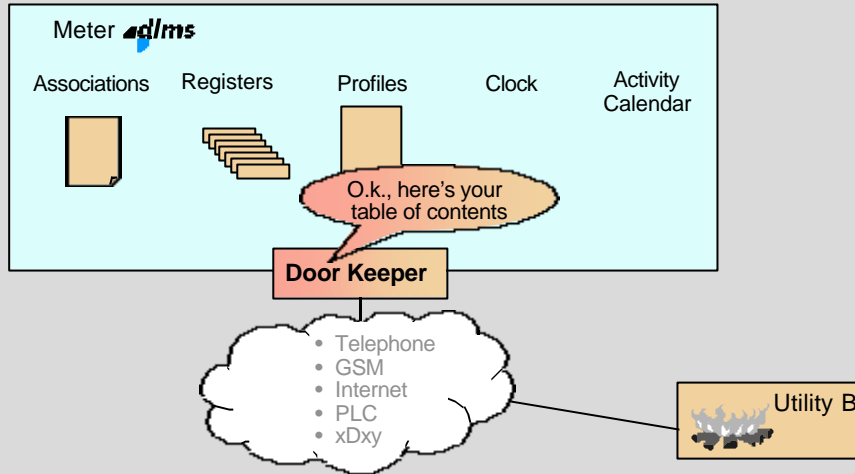 Meter dlms
Associations
Registers
Profiles
Clock
Activity
Calendar
O.k., here's your
table of contents
Door Keeper
• Telephone
• GSM
• Internet
• PLC
• xDxy
Utility B